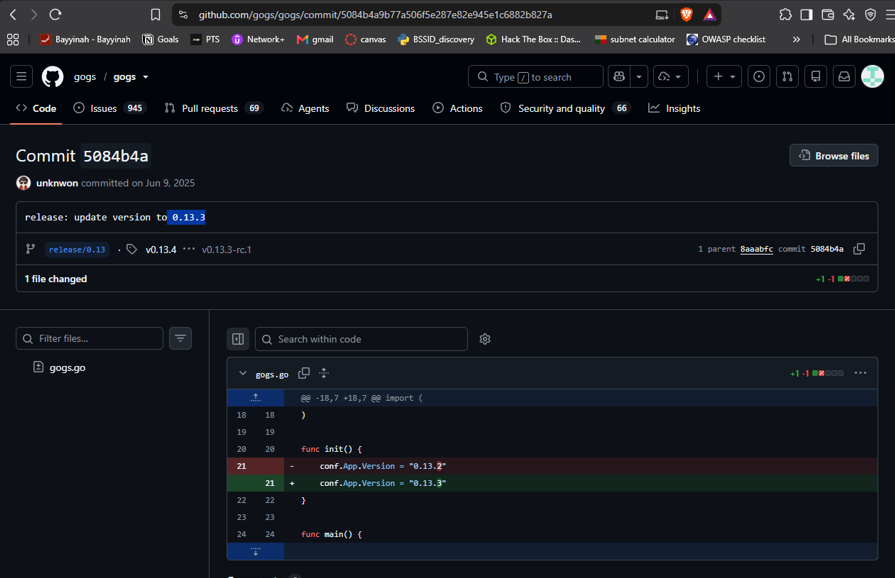 github.com/gogs/gogs/commit/5084b4a9b77a506f5e287e82e945e1c6882b827a
Bayyinah - Bayyinah Goals PTS Network+ gmail canvas BSSID_discovery Hack The Box :: Das... subnet calculator OWASP checklist » All Bookmarks
gogs / gogs Type / to search
Code Issues 945 Pull requests 69 Agents Discussions Actions Security and quality 66 Insights
Commit 5084b4a Browse files
unknwon committed on Jun 9, 2025
release: update version to 0.13.3
release/0.13 · v0.13.4 ··· v0.13.3-rc.1 1 parent 8aaabfc commit 5084b4a
1 file changed +1 -1
Filter files... Search within code
gogs.go
gogs.go +1 -1 ···
@@ -18,7 +18,7 @@ import (
18 18 )
19 19
20 20 func init() {
21 - conf.App.Version = "0.13.2"
21 + conf.App.Version = "0.13.3"
22 22 }
23 23
24 24 func main() {